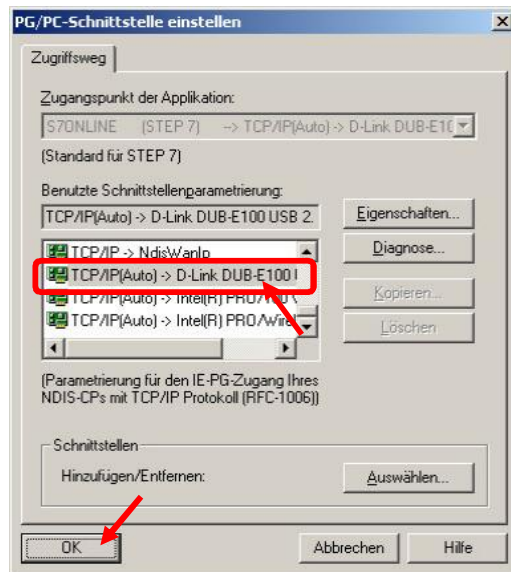 PG/PC-Schnittstelle einstellen
Zugriffsweg
Zugangspunkt der Applikation:
S7ONLINE (STEP 7) --> TCP/IP(Auto) -> D-Link DUB-E10
(Standard für STEP 7)
Benutzte Schnittstellenparametrierung:
TCP/IP(Auto) -> D-Link DUB-E100 USB 2.
Eigenschaften...
TCP/IP -> NdisWanIp
Diagnose...
TCP/IP(Auto) -> D-Link DUB-E100
Kopieren...
TCP/IP(Auto) -> Intel(R)
TCP/IP(Auto) -> Intel(R) PRO/Wirel
Löschen
(Parametrierung für den IE-PG-Zugang Ihres
NDIS-CPs mit TCP/IP Protokoll (RFC-1006))
Schnittstellen
Hinzufügen/Entfernen:
Auswählen...
OK
Abbrechen
Hilfe